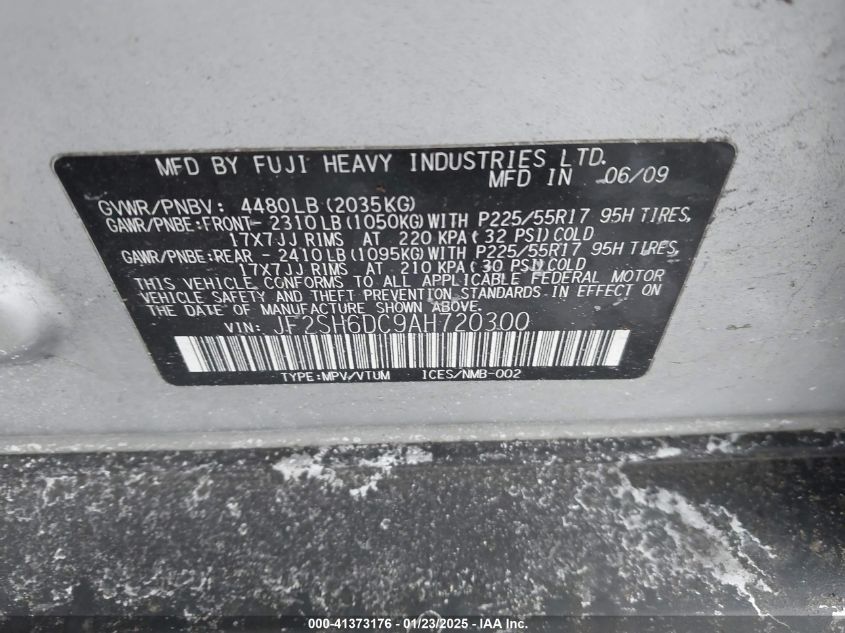 MFD BY FUJI HEAVY INDUSTRIES LTD.
MFD IN 06/09
GVWR/PNBV: 4480LB(2035KG)
GAWR/PNBE:FRONT- 2310LB(1050KG)WITH P225/55R17 95H TIRES,
17X7JJ RIMS AT 220 KPA(32 PSI)COLD
GAWR/PNBE:REAR - 2410LB(1095KG)WITH P225/55R17 95H TIRES,
17X7JJ RIMS AT 210 KPA(30 PSI)COLD
THIS VEHICLE CONFORMS TO ALL APPLICABLE FEDERAL MOTOR
VEHICLE SAFETY AND THEFT PREVENTION STANDARDS IN EFFECT ON
THE DATE OF MANUFACTURE SHOWN ABOVE.
VIN: JF2SH6DC9AH720300
TYPE:MPV/VTUM ICES/NMB-002
000-41373176 - 01/23/2025 - IAAI.COM